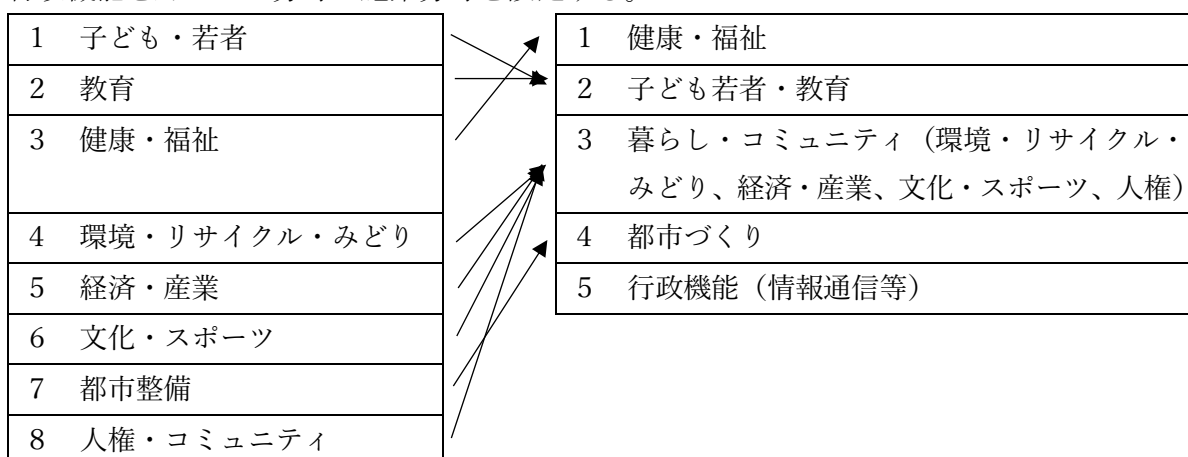 1 子ども・若者
2 教育
3 健康・福祉
4 環境・リサイクル・みどり
5 経済・産業
6 文化・スポーツ
7 都市整備
8 人権・コミュニティ
1 健康・福祉
2 子ども若者・教育
3 暮らし・コミュニティ（環境・リサイクル・
みどり、経済・産業、文化・スポーツ、人権）
4 都市づくり
5 行政機能（情報通信等）